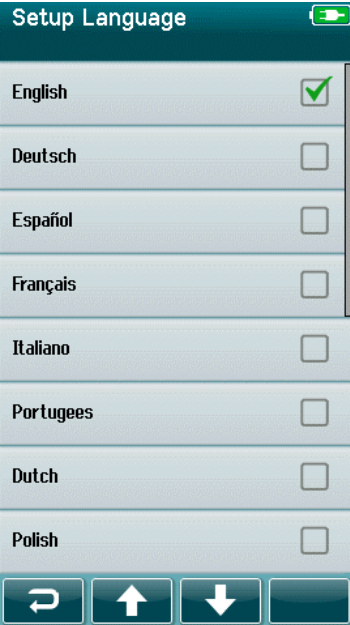 Setup Language
English
Deutsch
Español
Français
Italiano
Portugees
Dutch
Polish